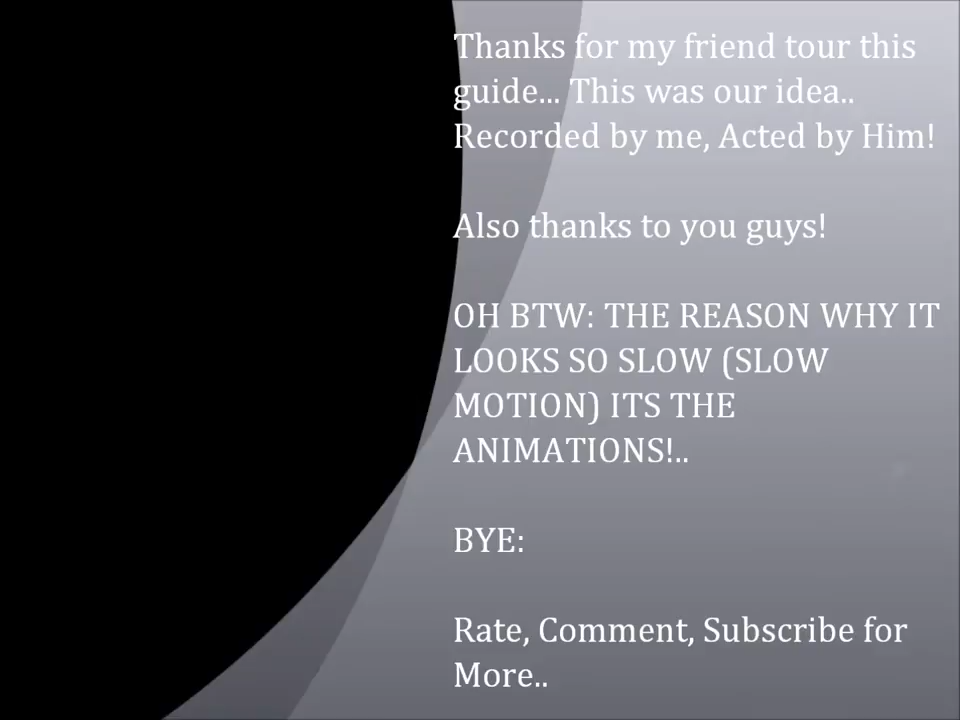 Thanks for my friend tour this
guide... This was our idea..
Recorded by me, Acted by Him!
Also thanks to you guys!
OH BTW: THE REASON WHY IT
LOOKS SO SLOW (SLOW
MOTION) ITS THE
ANIMATIONS!..
BYE:
Rate, Comment, Subscribe for
More..